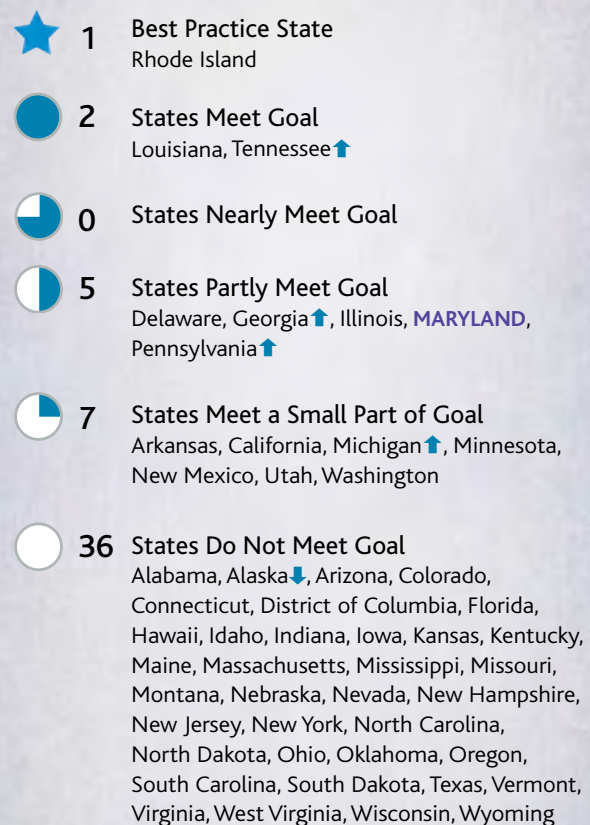 1 Best Practice State
Rhode Island
2 States Meet Goal
Louisiana, Tennessee⬆
0 States Nearly Meet Goal
5 States Partly Meet Goal
Delaware, Georgia⬆, Illinois, MARYLAND,
Pennsylvania⬆
7 States Meet a Small Part of Goal
Arkansas, California, Michigan⬆, Minnesota,
New Mexico, Utah, Washington
36 States Do Not Meet Goal
Alabama, Alaska⬇, Arizona, Colorado,
Connecticut, District of Columbia, Florida,
Hawaii, Idaho, Indiana, Iowa, Kansas, Kentucky,
Maine, Massachusetts, Mississippi, Missouri,
Montana, Nebraska, Nevada, New Hampshire,
New Jersey, New York, North Carolina,
North Dakota, Ohio, Oklahoma, Oregon,
South Carolina, South Dakota, Texas, Vermont,
Virginia, West Virginia, Wisconsin, Wyoming